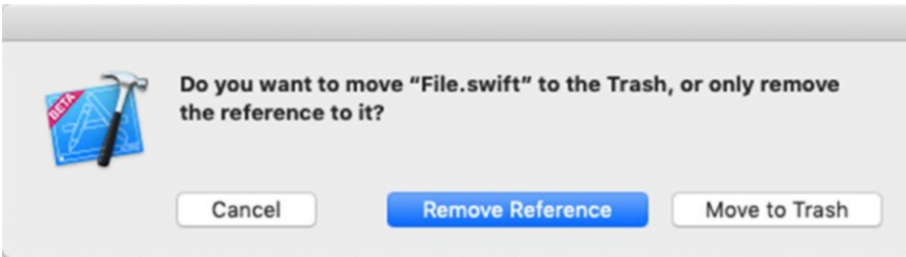 Do you want to move “File.swift” to the Trash, or only remove
the reference to it?
BETA
Cancel
Remove Reference
Move to Trash